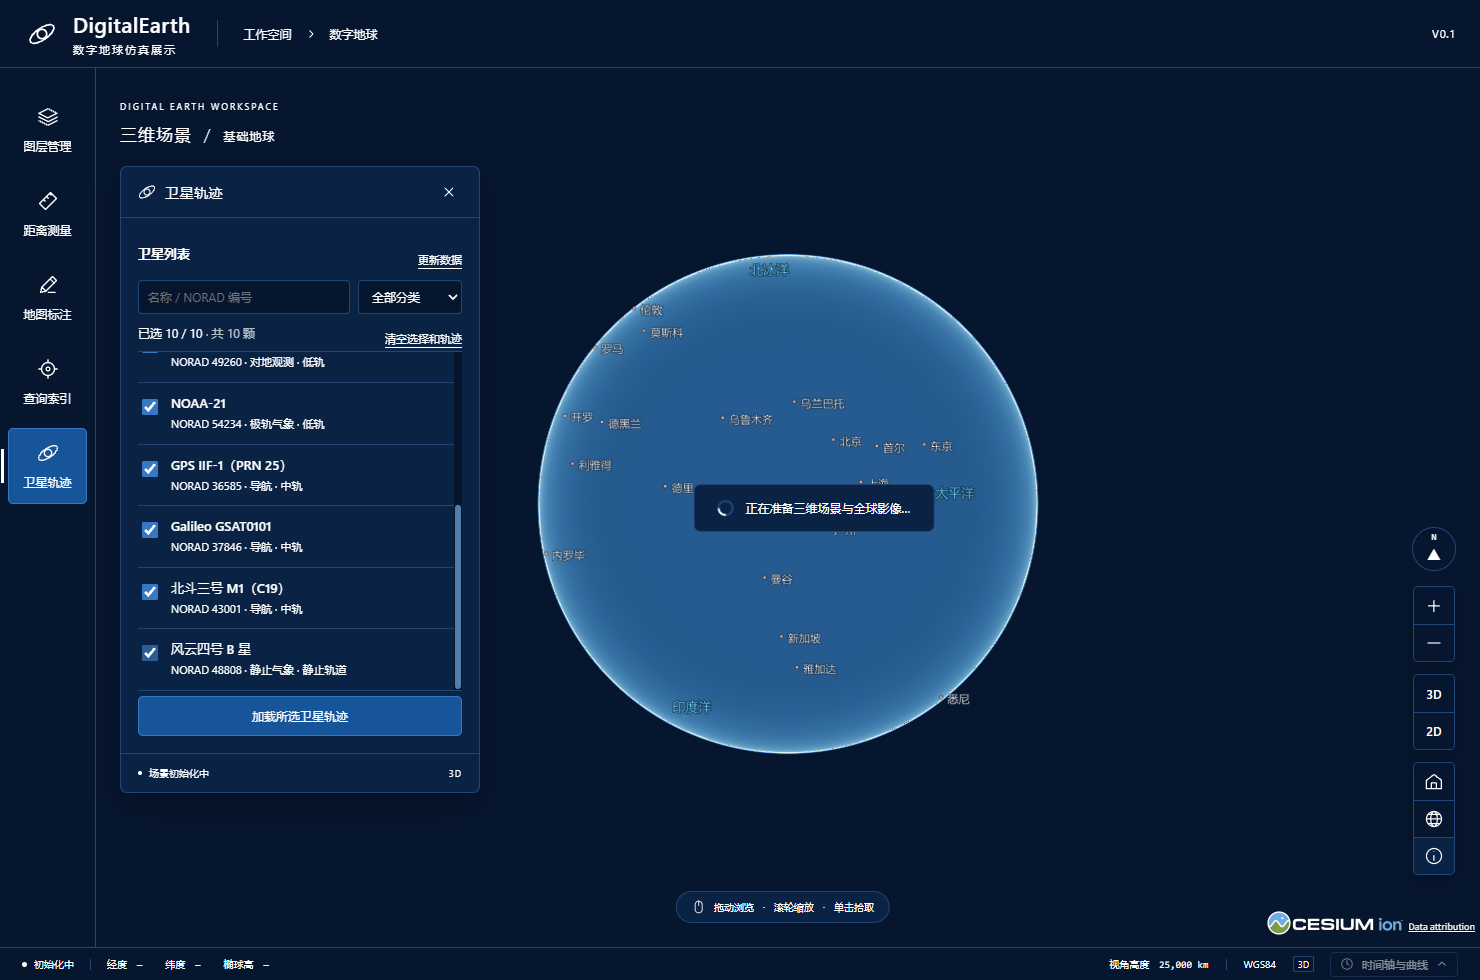 DigitalEarth
数字地球仿真展示
工作空间 › 数字地球
V0.1
图层管理
距离测量
地图标注
查询索引
卫星轨迹
DIGITAL EARTH WORKSPACE
三维场景 / 基础地球
卫星轨迹
卫星列表
更新数据
名称 / NORAD 编号
全部分类
已选 10 / 10 · 共 10 颗
清空选择和轨迹
NORAD 49260 · 对地观测 · 低轨
NOAA-21
NORAD 54234 · 极轨气象 · 低轨
GPS IIF-1（PRN 25）
NORAD 36585 · 导航 · 中轨
Galileo GSAT0101
NORAD 37846 · 导航 · 中轨
北斗三号 M1（C19）
NORAD 43001 · 导航 · 中轨
风云四号 B 星
NORAD 48808 · 静止气象 · 静止轨道
加载所选卫星轨迹
场景初始化中
3D
北冰洋
伦敦
莫斯科
罗马
乌兰巴托
开罗
德黑兰
乌鲁木齐
北京
首尔
东京
利雅得
德里
上海
太平洋
正在准备三维场景与全球影像...
广州
内罗毕
曼谷
新加坡
雅加达
悉尼
印度洋
N
3D
2D
拖动浏览 · 滚轮缩放 · 单击拾取
CESIUM ion
Data attribution
初始化中
经度 –
纬度 –
椭球高 –
视角高度 25,000 km
WGS84
3D
时间轴与曲线